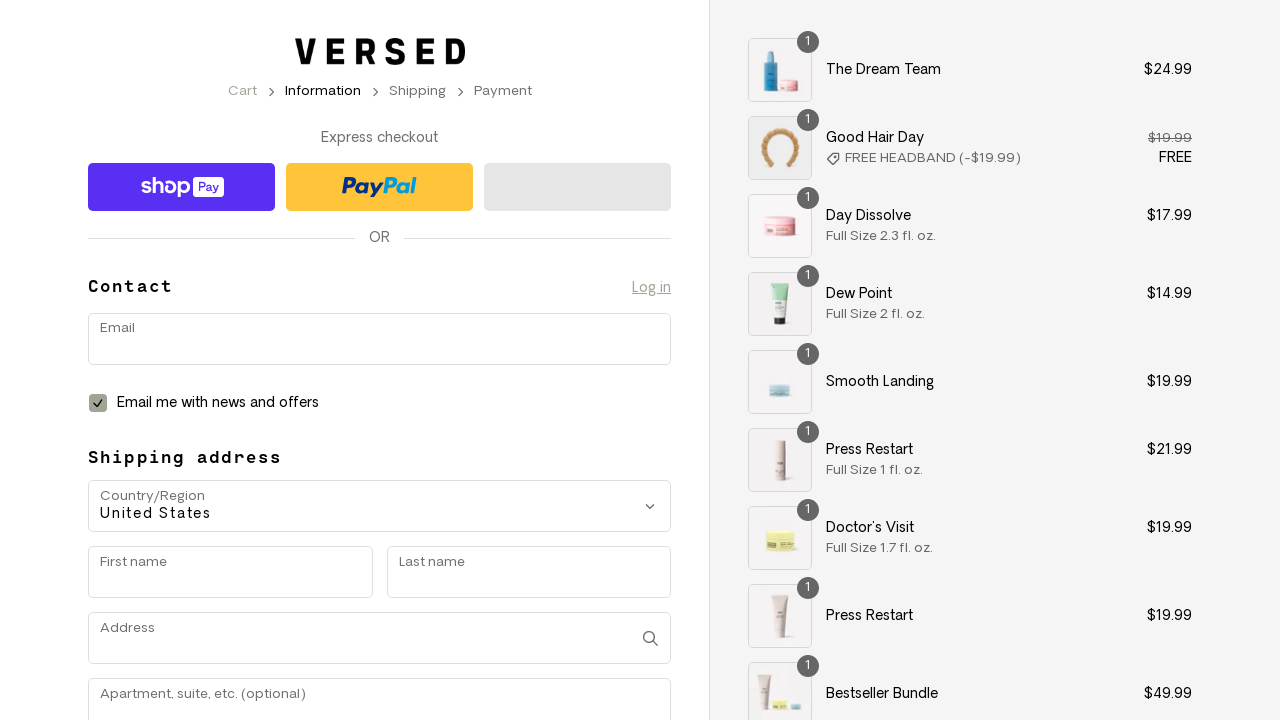 VERSED
Cart > Information > Shipping > Payment
Express checkout
shop Pay
PayPal
OR
Contact
Log in
Email
Email me with news and offers
Shipping address
Country/Region
United States
First name
Last name
Address
Apartment, suite, etc. (optional)
1
The Dream Team
$24.99
1
Good Hair Day
$19.99
FREE HEADBAND (-$19.99)
FREE
1
Day Dissolve
$17.99
Full Size 2.3 fl. oz.
1
Dew Point
$14.99
Full Size 2 fl. oz.
1
Smooth Landing
$19.99
1
Press Restart
$21.99
Full Size 1 fl. oz.
1
Doctor's Visit
$19.99
Full Size 1.7 fl. oz.
1
Press Restart
$19.99
1
Bestseller Bundle
$49.99